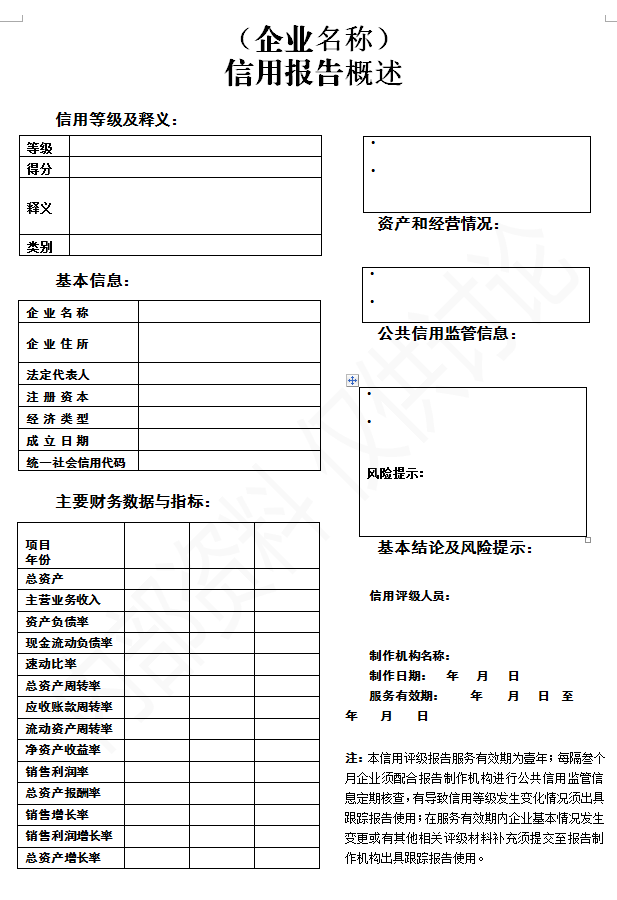 （企业名称）
信用报告概述
信用等级及释义：
等级
得分
释义
类别
基本信息：
企 业 名 称
企 业 住 所
法定代表人
注 册 资 本
经 济 类 型
成 立 日 期
统一社会信用代码
主要财务数据与指标：
项目
年份
总资产
主营业务收入
资产负债率
现金流动负债率
速动比率
总资产周转率
应收账款周转率
流动资产周转率
净资产收益率
销售利润率
总资产报酬率
销售增长率
销售利润增长率
总资产增长率
•
•
资产和经营情况：
•
•
公共信用监管信息：
•
•
风险提示：
基本结论及风险提示：
信用评级人员：
制作机构名称：
制作日期： 年 月 日
服务有效期： 年 月 日 至
年 月 日
注：本信用评级报告服务有效期为壹年；每隔叁个
月企业须配合报告制作机构进行公共信用监管信
息定期核查，有导致信用等级发生变化情况须出具
跟踪报告使用；在服务有效期内企业基本情况发生
变更或有其他相关评级材料补充须提交至报告制
作机构出具跟踪报告使用。
部资料 仅供讨论